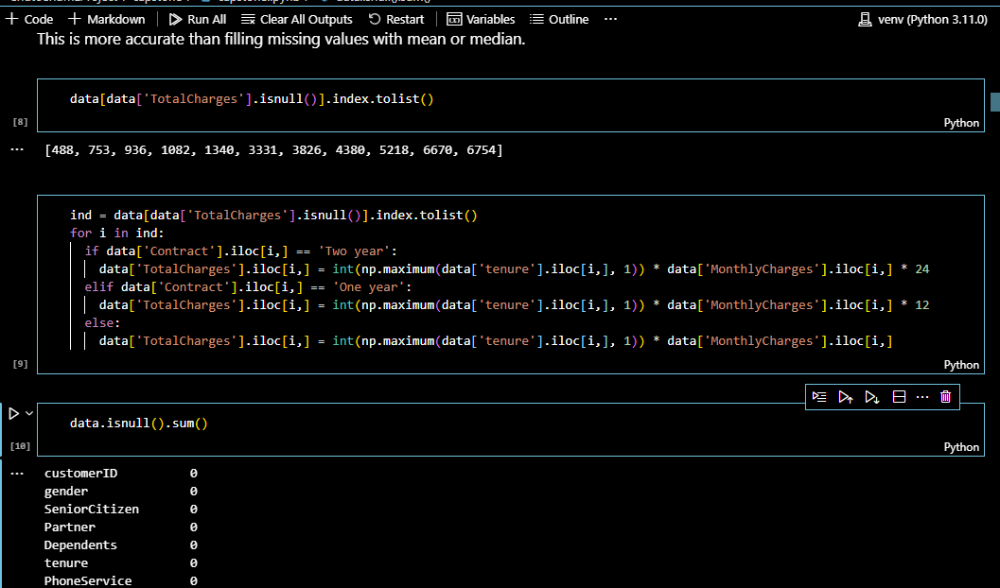 Code Markdown Run All Clear All Outputs Restart Variables Outline ... venv (Python 3.11.0)
This is more accurate than filling missing values with mean or median.
data[data['TotalCharges'].isnull()].index.tolist()
[8] Python
... [488, 753, 936, 1082, 1340, 3331, 3826, 4380, 5218, 6670, 6754]
ind = data[data['TotalCharges'].isnull()].index.tolist()
for i in ind:
if data['Contract'].iloc[i,] == 'Two year':
data['TotalCharges'].iloc[i,] = int(np.maximum(data['tenure'].iloc[i,], 1)) * data['MonthlyCharges'].iloc[i,] * 24
elif data['Contract'].iloc[i,] == 'One year':
data['TotalCharges'].iloc[i,] = int(np.maximum(data['tenure'].iloc[i,], 1)) * data['MonthlyCharges'].iloc[i,] * 12
else:
data['TotalCharges'].iloc[i,] = int(np.maximum(data['tenure'].iloc[i,], 1)) * data['MonthlyCharges'].iloc[i,]
[9] Python
data.isnull().sum()
[10] Python
... customerID 0
gender 0
SeniorCitizen 0
Partner 0
Dependents 0
tenure 0
PhoneService 0